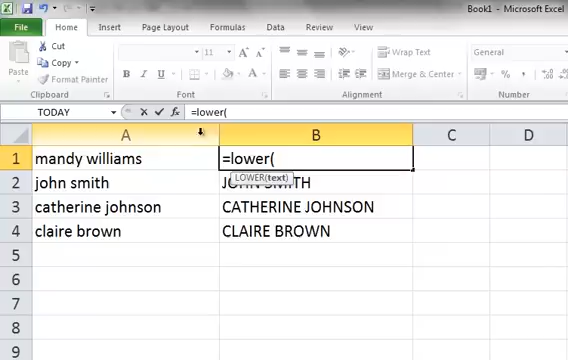 Book1 - Microsoft Excel
File Home Insert Page Layout Formulas Data Review View
Cut
Copy
Format Painter
Paste
Clipboard
11
B I U
Font
Wrap Text
Merge & Center
Alignment
General
% ,
Number
TODAY fx =lower(
A B C D
1 mandy williams =lower(
LOWER(text)
2 john smith JOHN SMITH
3 catherine johnson CATHERINE JOHNSON
4 claire brown CLAIRE BROWN
5
6
7
8
9